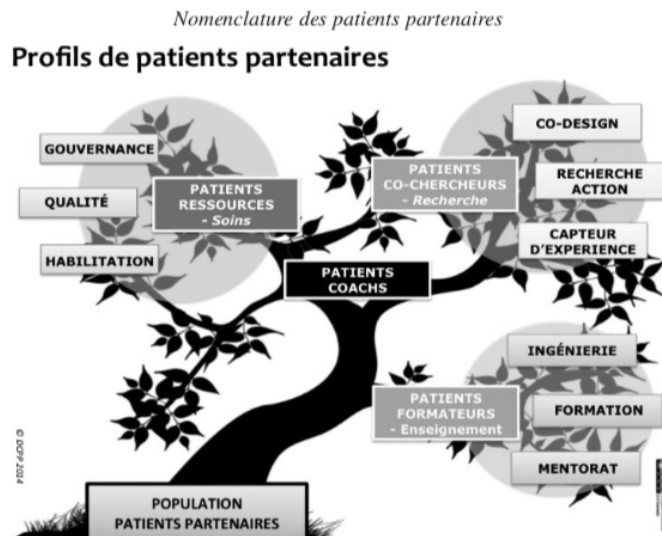 Nomenclature des patients partenaires
Profils de patients partenaires
GOUVERNANCE
QUALITÉ
HABILITATION
PATIENTS
RESSOURCES
- Soins
PATIENTS
CO-CHERCHEURS
- Recherche
CO-DESIGN
RECHERCHE
ACTION
CAPTEUR
D'EXPERIENCE
PATIENTS
COACHS
PATIENTS
FORMATEURS
- Enseignement
INGÉNIERIE
FORMATION
MENTORAT
POPULATION
PATIENTS PARTENAIRES
© DCPP 2014